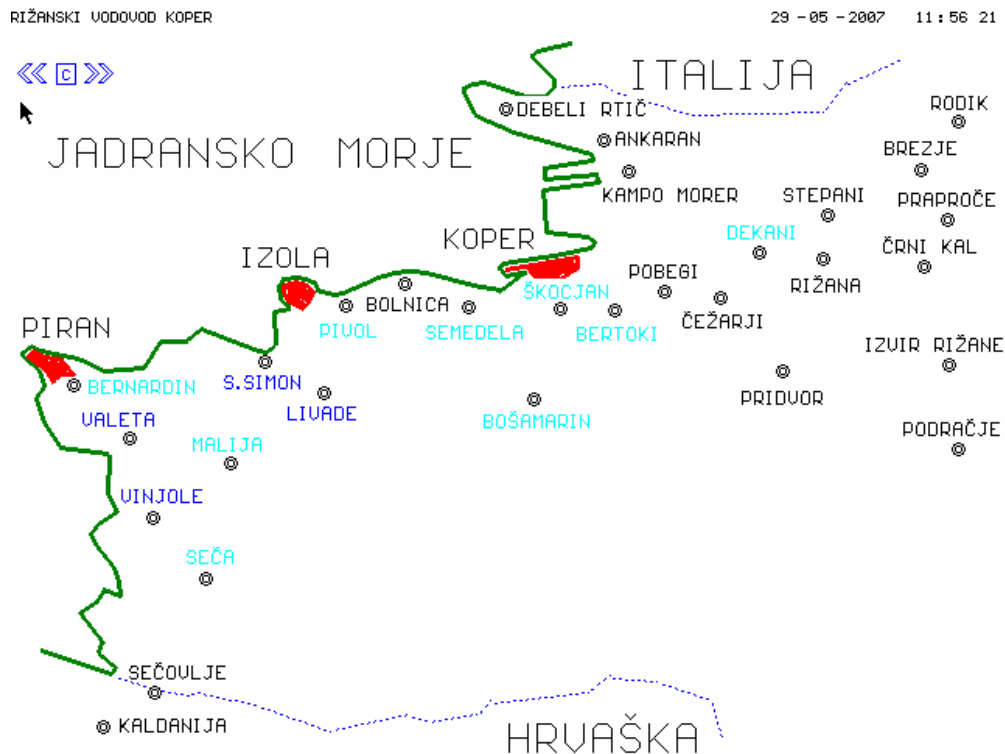 RIŽANSKI VODOVOD KOPER
29-05-2007 11:56 21
<< C >>
ITALIJA
DEBELI RTIČ
RODIK
JADRANSKO MORJE
ANKARAN
BREZJE
KAMPO MORER
STEPANI
PRAPROČE
KOPER
DEKANI
IZOLA
ČRNI KAL
POBEGI
RIŽANA
BOLNICA
ŠKOCJAN
PIVOL
SEMEDELA
BERTOKI
ČEŽARJI
PIRAN
IZVIR RIŽANE
BERNARDIN
S.SIMON
PRIDVOR
VALETA
LIVADE
BOŠAMARIN
PODRAČJE
MALIJA
VINJOLE
SEČA
SEČOVLJE
KALDANIJA
HRVAŠKA